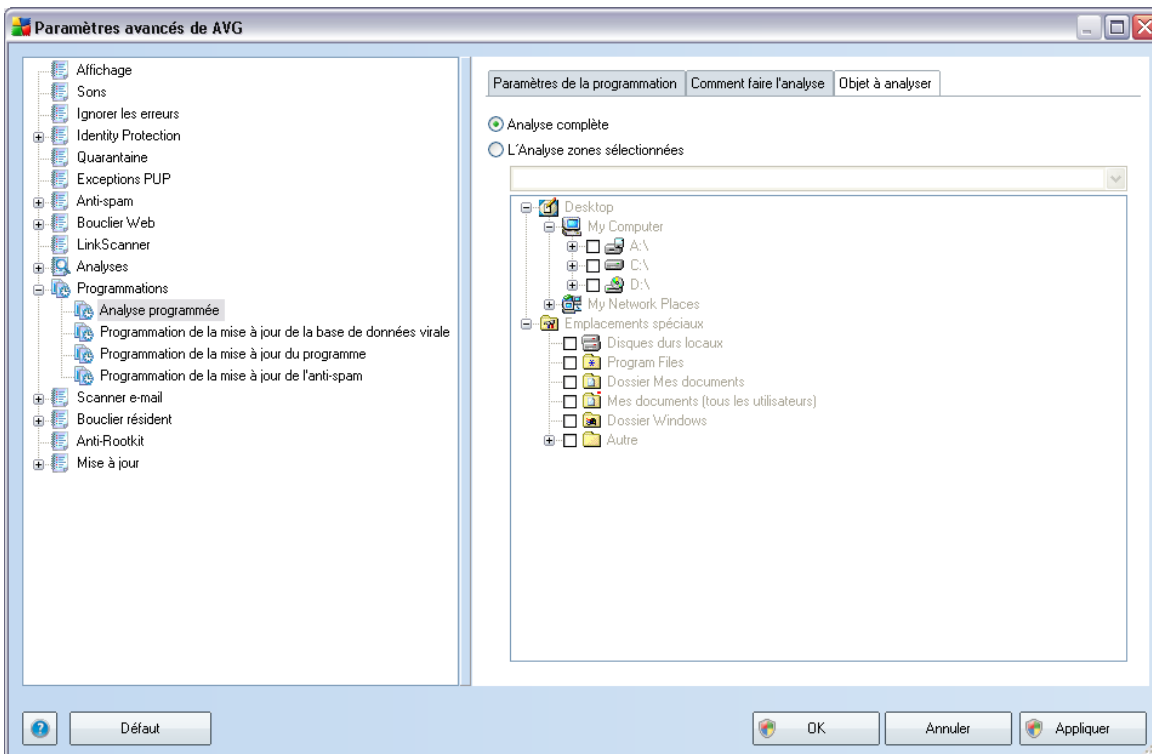 Paramètres avancés de AVG
Affichage
Sons
Ignorer les erreurs
Identity Protection
Quarantaine
Exceptions PUP
Anti-spam
Bouclier Web
LinkScanner
Analyses
Programmations
Analyse programmée
Programmation de la mise à jour de la base de données virale
Programmation de la mise à jour du programme
Programmation de la mise à jour de l'anti-spam
Scanner e-mail
Bouclier résident
Anti-Rootkit
Mise à jour
Paramètres de la programmation Comment faire l'analyse Objet à analyser
Analyse complète
L´Analyse zones sélectionnées
Desktop
My Computer
A:\
C:\
D:\
My Network Places
Emplacements spéciaux
Disques durs locaux
Program Files
Dossier Mes documents
Mes documents (tous les utilisateurs)
Dossier Windows
Autre
Défaut OK Annuler Appliquer